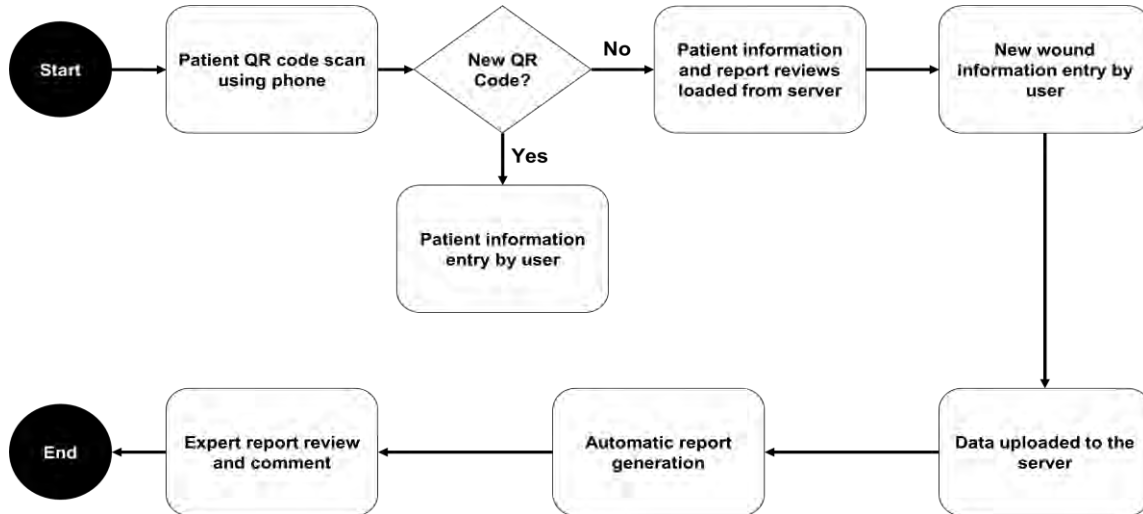 Start
Patient QR code scan
using phone
New QR
Code?
No
Patient information
and report reviews
loaded from server
New wound
information entry by
user
Yes
Patient information
entry by user
End
Expert report review
and comment
Automatic report
generation
Data uploaded to the
server